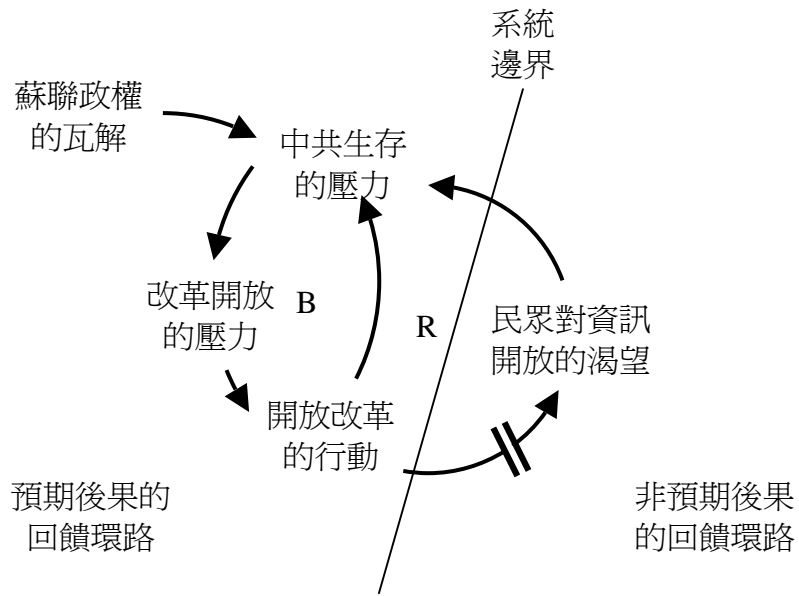 系統
邊界
蘇聯政權
的瓦解
中共生存
的壓力
改革開放
的壓力
B
R
民眾對資訊
開放的渴望
開放改革
的行動
預期後果的
回饋環路
非預期後果
的回饋環路